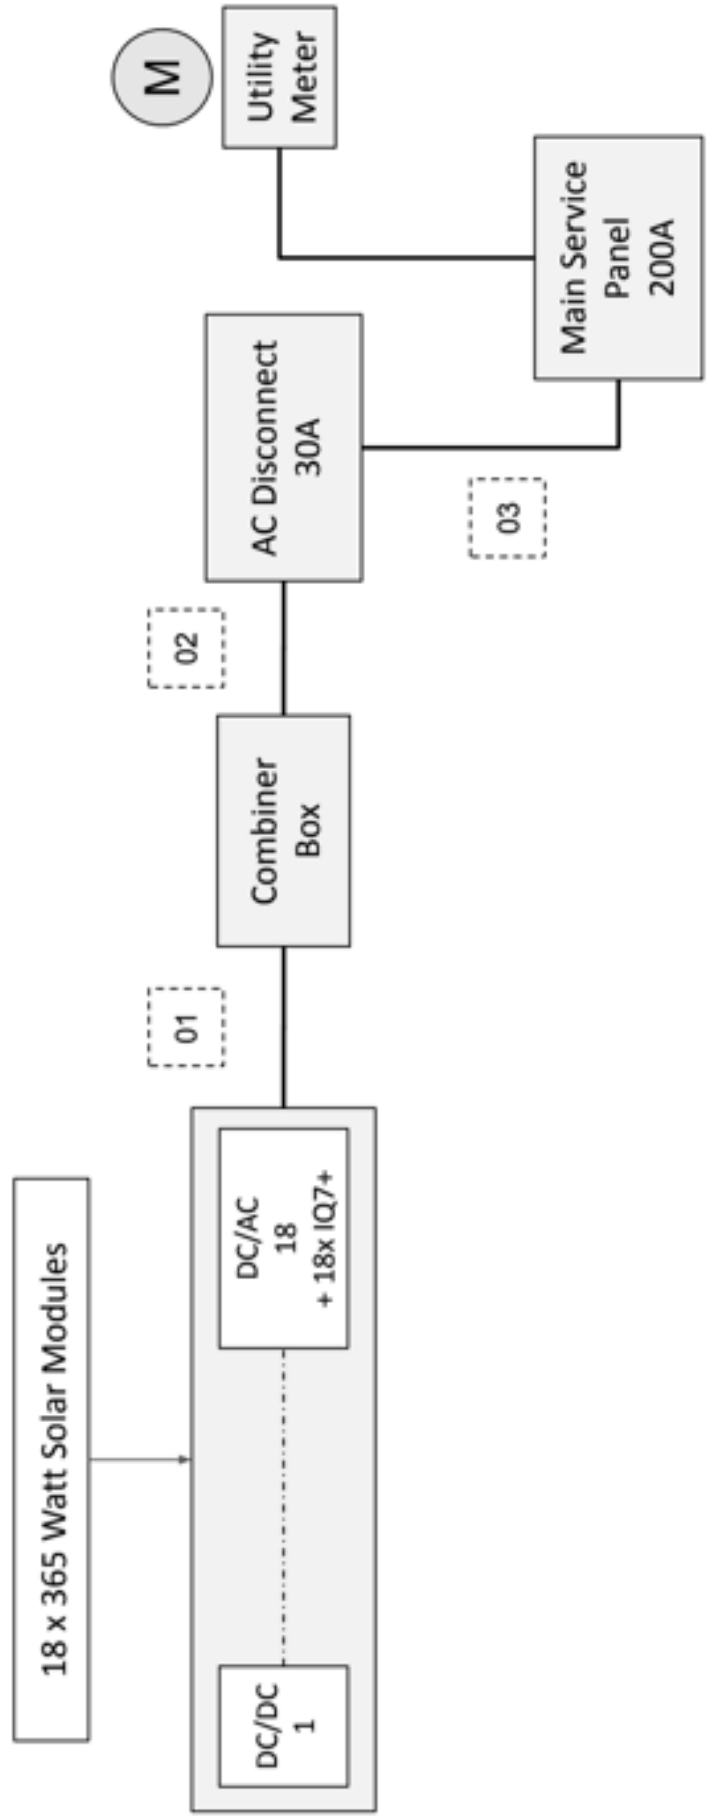 18 x 365 Watt Solar Modules
DC/DC
1
DC/AC
18
+ 18x IQ7+
01
Combiner
Box
02
AC Disconnect
30A
03
Main Service
Panel
200A
M
Utility
Meter